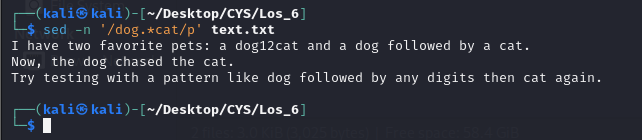 ┌──(kali㉿kali)-[~/Desktop/CYS/Los_6]
└─$ sed -n '/dog.*cat/p' text.txt
I have two favorite pets: a dog12cat and a dog followed by a cat.
Now, the dog chased the cat.
Try testing with a pattern like dog followed by any digits then cat again.
┌──(kali㉿kali)-[~/Desktop/CYS/Los_6]
└─$